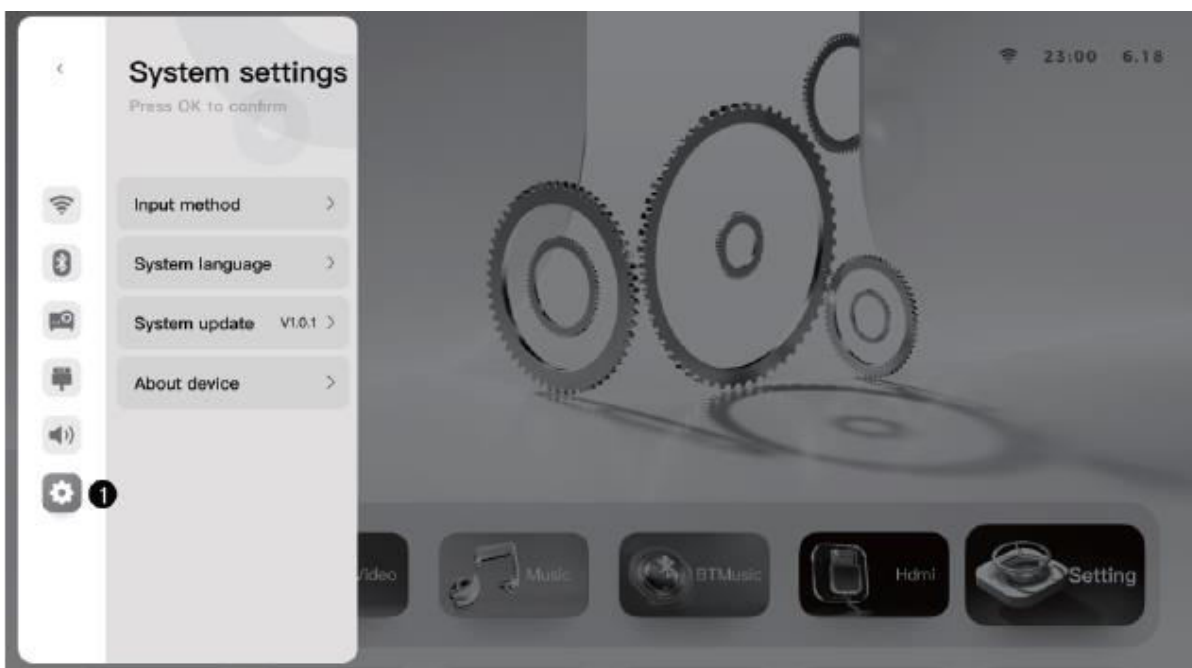 System settings
Press OK to confirm
23:00 6.18
Input method
System language
System update V1.0.1
About device
1
Video
Music
BTMusic
Hdmi
Setting